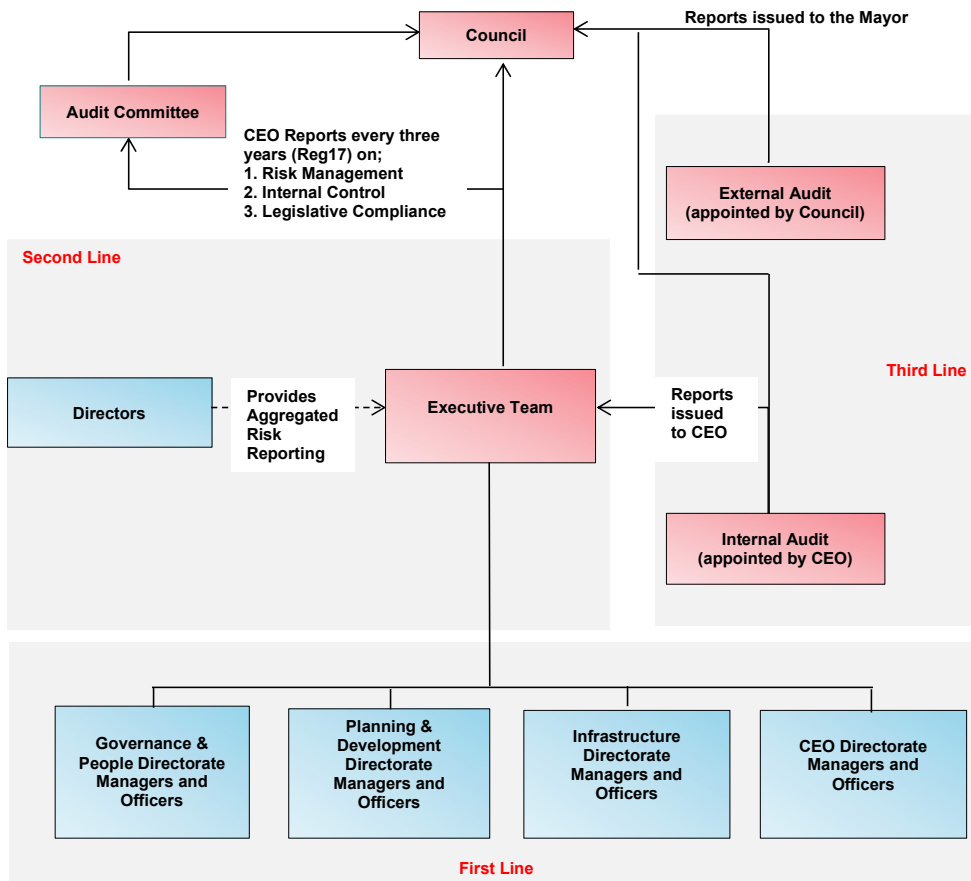 Reports issued to the Mayor
Council
Audit Committee
CEO Reports every three
years (Reg17) on;
1. Risk Management
2. Internal Control
3. Legislative Compliance
External Audit
(appointed by Council)
Second Line
Third Line
Directors
Provides
Aggregated
Risk
Reporting
Executive Team
Reports
issued
to CEO
Internal Audit
(appointed by CEO)
Governance &
People Directorate
Managers and
Officers
Planning &
Development
Directorate
Managers and
Officers
Infrastructure
Directorate
Managers and
Officers
CEO Directorate
Managers and
Officers
First Line